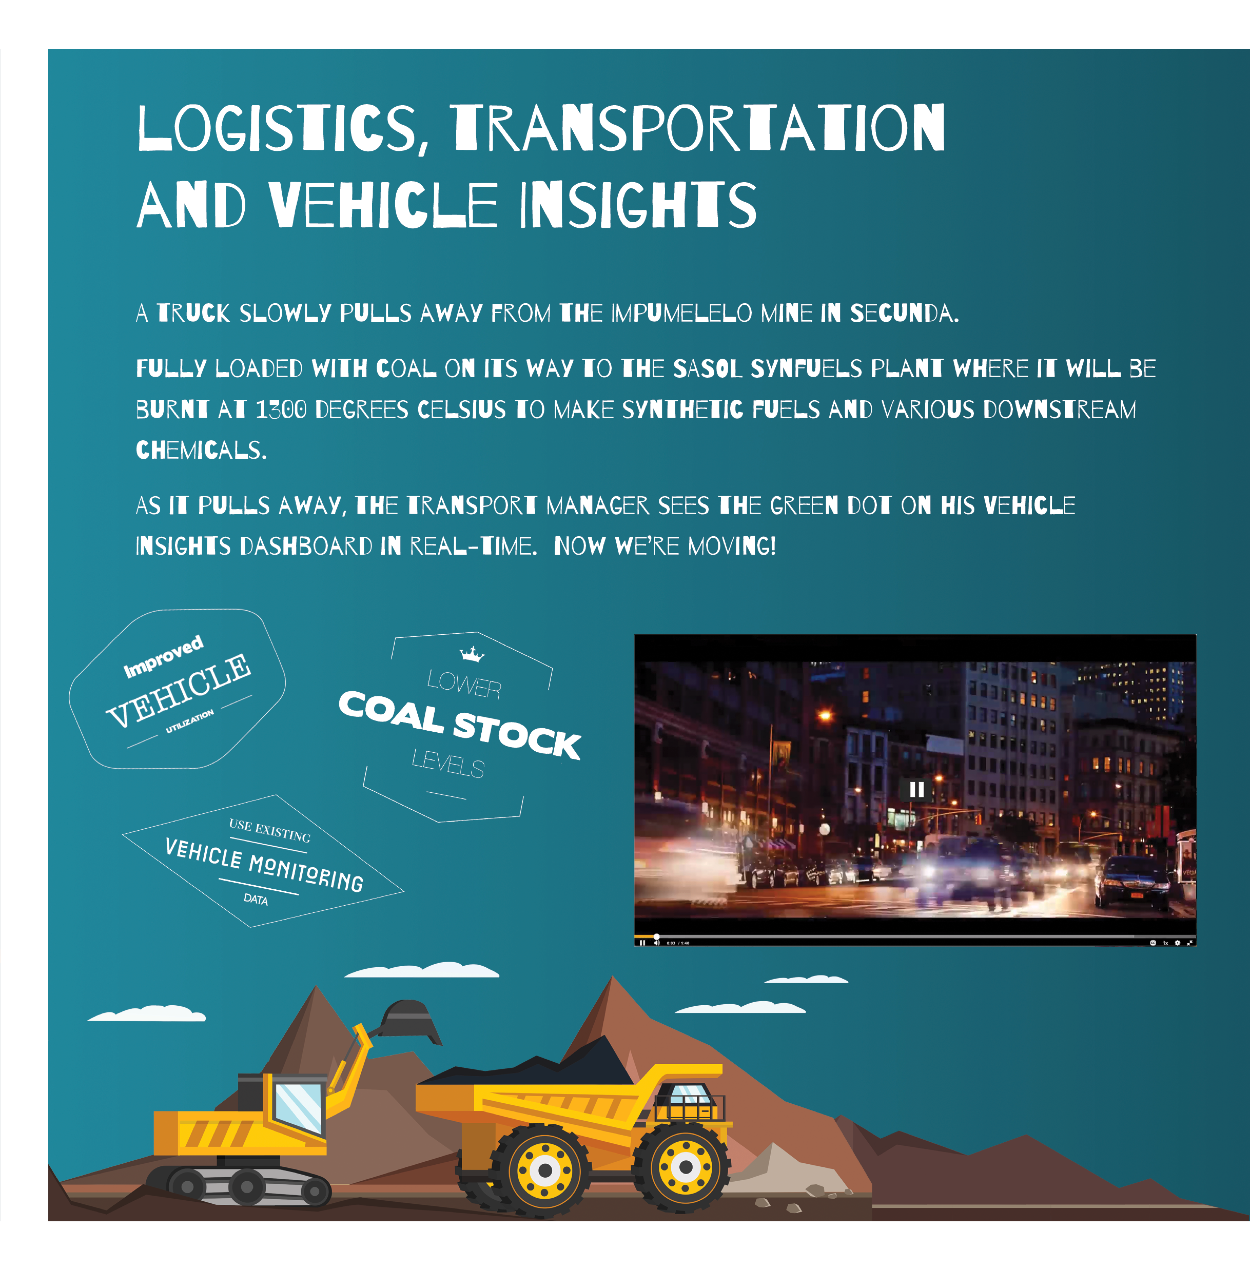 LOGISTICS, TRANSPORTATION
AND VEHICLE INSIGHTS
A TRUCK SLOWLY PULLS AWAY FROM THE IMPUMELELO MINE IN SECUNDA.
FULLY LOADED WITH COAL ON ITS WAY TO THE SASOL SYNFUELS PLANT WHERE IT WILL BE
BURNT AT 1300 DEGREES CELSIUS TO MAKE SYNTHETIC FUELS AND VARIOUS DOWNSTREAM
CHEMICALS.
AS IT PULLS AWAY, THE TRANSPORT MANAGER SEES THE GREEN DOT ON HIS VEHICLE
INSIGHTS DASHBOARD IN REAL-TIME. NOW WE'RE MOVING!
Improved
VEHICLE
UTILIZATION
LOWER
COAL STOCK
LEVELS
USE EXISTING
VEHICLE MONITORING
DATA
1x